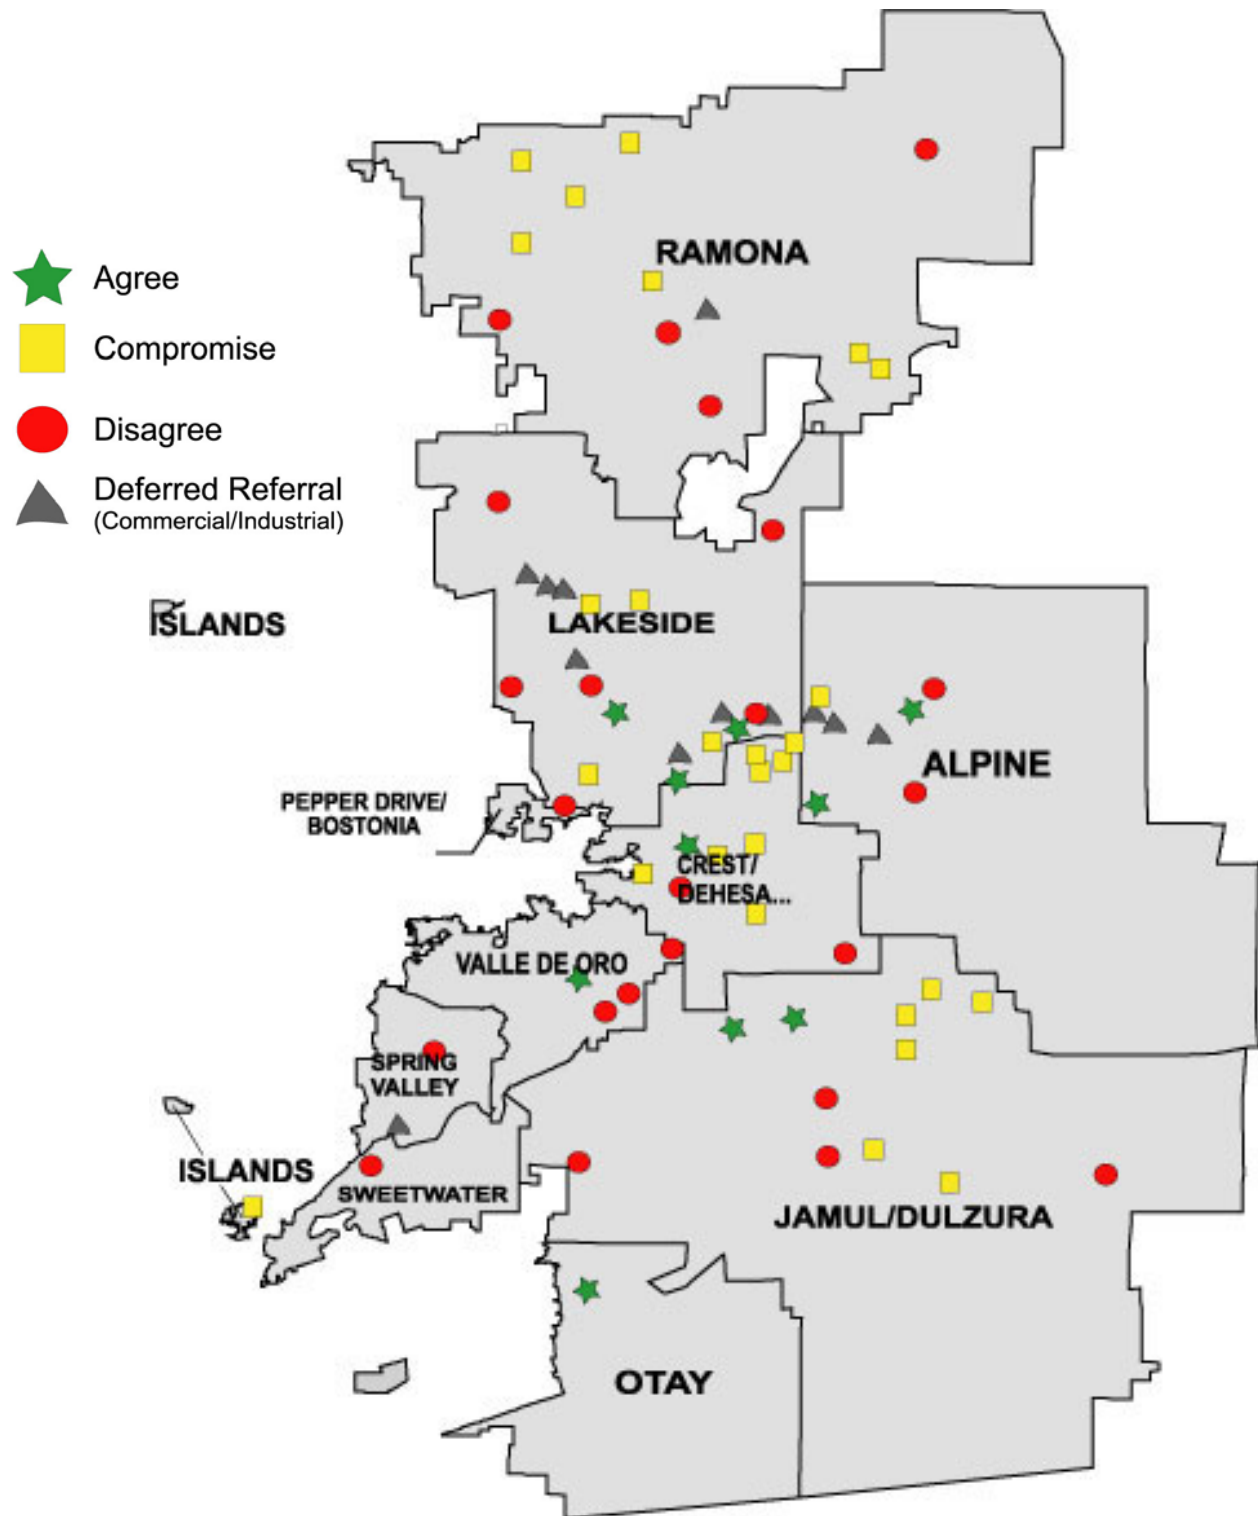 RAMONA
Agree
Compromise
Disagree
Deferred Referral
(Commercial/Industrial)
ISLANDS
LAKESIDE
ALPINE
PEPPER DRIVE/
BOSTONIA
CREST/
DEHESA...
VALLE DE ORO
SPRING
VALLEY
ISLANDS
SWEETWATER
JAMUL/DULZURA
OTAY